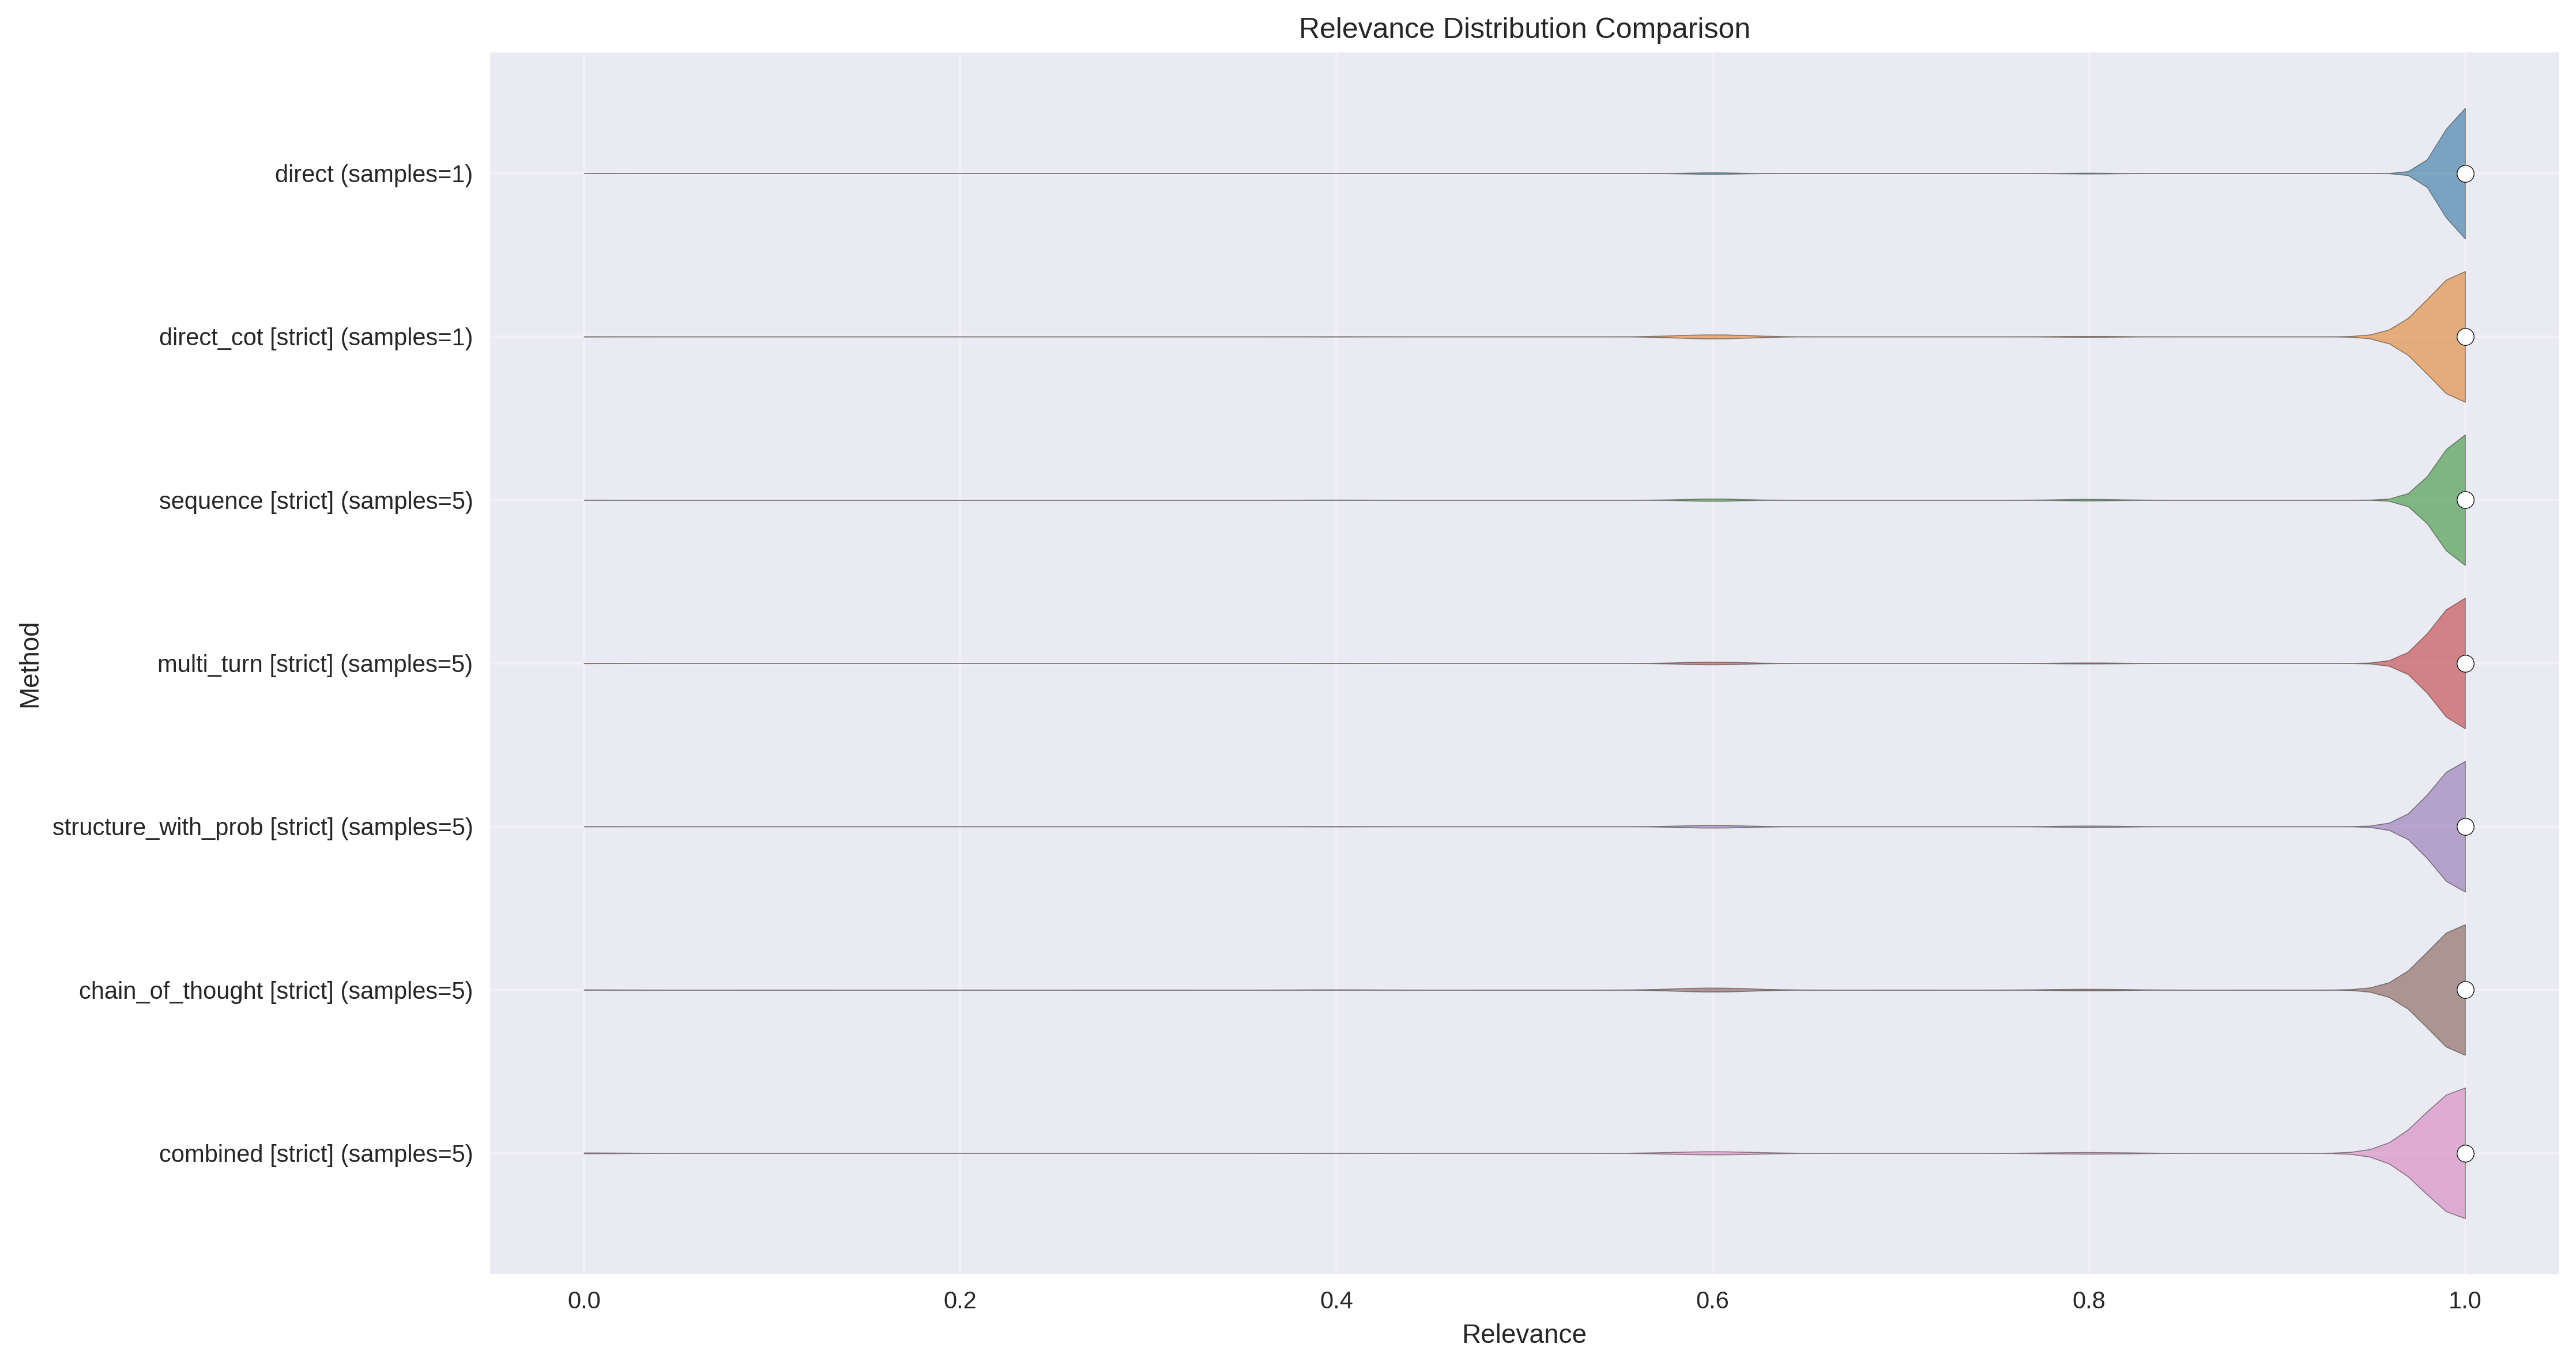 Relevance Distribution Comparison
direct (samples=1)
direct_cot [strict] (samples=1)
sequence [strict] (samples=5)
multi_turn [strict] (samples=5)
structure_with_prob [strict] (samples=5)
chain_of_thought [strict] (samples=5)
combined [strict] (samples=5)
Method
0.0 0.2 0.4 0.6 0.8 1.0
Relevance